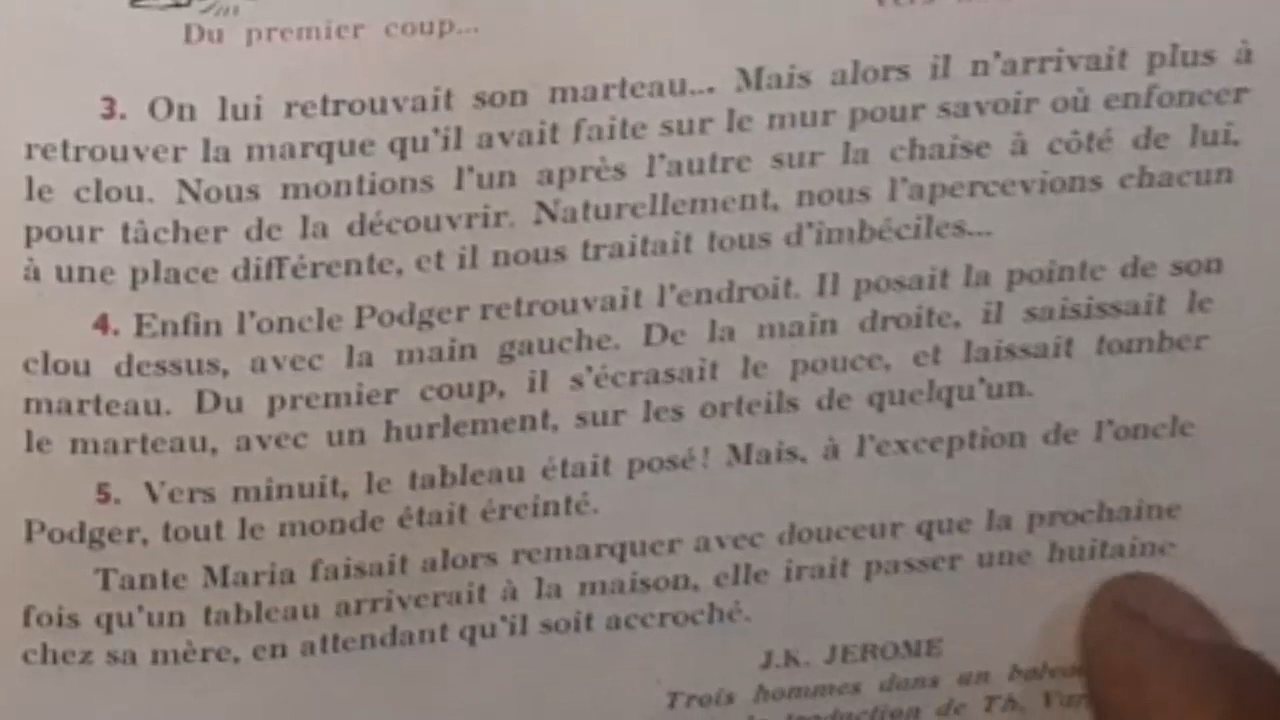 Du premier coup...
3. On lui retrouvait son marteau... Mais alors il n'arrivait plus à
retrouver la marque qu'il avait faite sur le mur pour savoir où enfoncer
le clou. Nous montions l'un après l'autre sur la chaise à côté de lui,
pour tâcher de la découvrir. Naturellement, nous l'apercevions chacun
à une place différente, et il nous traitait tous d'imbéciles...
4. Enfin l'oncle Podger retrouvait l'endroit. Il posait la pointe de son
clou dessus, avec la main gauche. De la main droite, il saisissait le
marteau. Du premier coup, il s'écrasait le pouce, et laissait tomber
le marteau, avec un hurlement, sur les orteils de quelqu'un.
5. Vers minuit, le tableau était posé! Mais, à l'exception de l'oncle
Podger, tout le monde était éreinté.
Tante Maria faisait alors remarquer avec douceur que la prochaine
fois qu'un tableau arriverait à la maison, elle irait passer une huitaine
chez sa mère, en attendant qu'il soit accroché.
J.K. JEROME
Trois hommes dans un
traduction de Th.